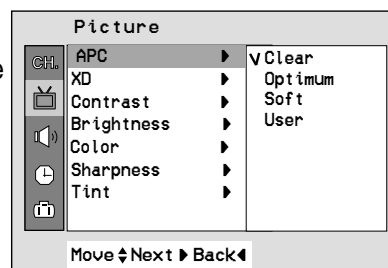 Picture
e
CH.
APC ▶
XD ▶
Contrast ▶
Brightness ▶
Color ▶
Sharpness ▶
Tint ▶
√ Clear
Optimum
Soft
User
Move ⬍ Next ▶ Back ◀